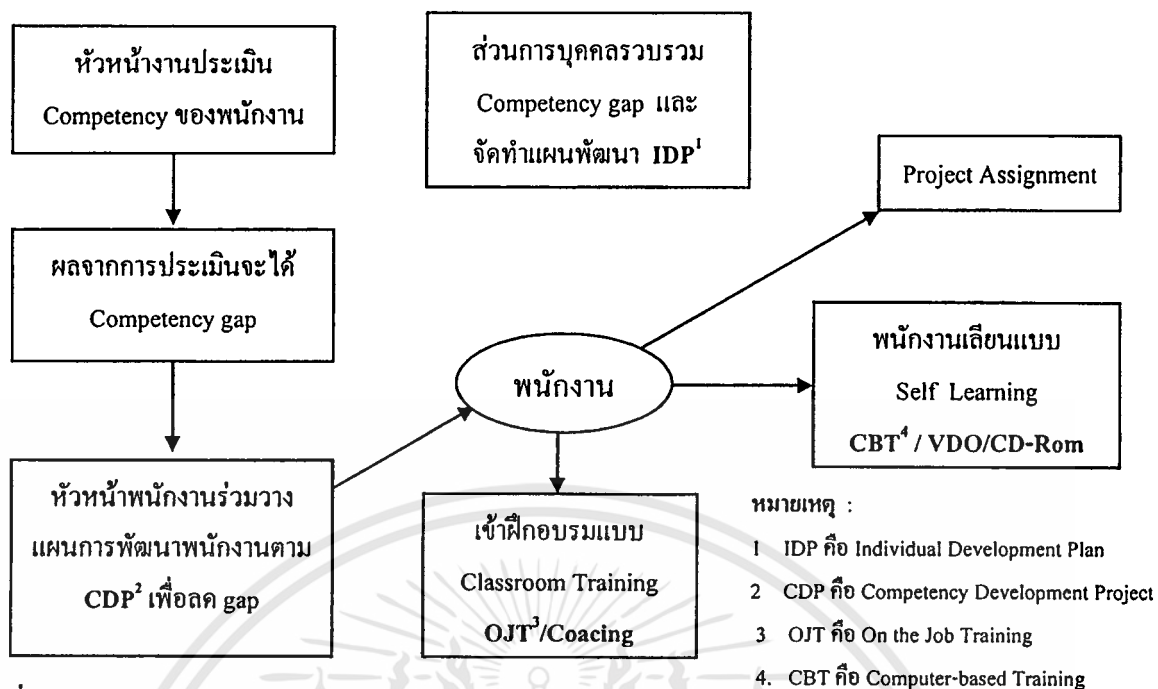 หัวหน้างานประเมิน
Competency ของพนักงาน
ส่วนการบุคคลรวบรวม
Competency gap และ
จัดทำแผนพัฒนา IDP¹
Project Assignment
ผลจากการประเมินจะได้
Competency gap
พนักงาน
พนักงานเลียนแบบ
Self Learning
CBT⁴ / VDO/CD-Rom
หัวหน้าพนักงานร่วมวาง
แผนการพัฒนาพนักงานตาม
CDP² เพื่อลด gap
เข้าฝึกอบรมแบบ
Classroom Training
OJT³/Coacing
หมายเหตุ :
1 IDP คือ Individual Development Plan
2 CDP คือ Competency Development Project
3 OJT คือ On the Job Training
4. CBT คือ Computer-based Training